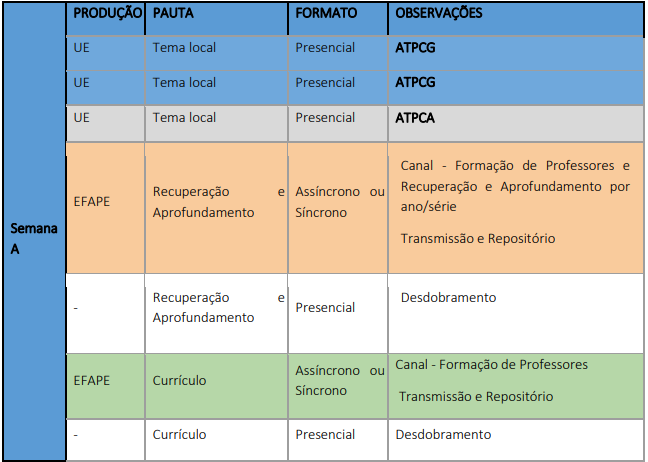 PRODUÇÃO PAUTA FORMATO OBSERVAÇÕES
UE Tema local Presencial ATPCG
UE Tema local Presencial ATPCG
UE Tema local Presencial ATPCA
Semana
A
EFAPE
Recuperação e
Aprofundamento
Assíncrono ou
Síncrono
Canal - Formação de Professores e
Recuperação e Aprofundamento por
ano/série
Transmissão e Repositório
-
Recuperação e
Aprofundamento
Presencial
Desdobramento
EFAPE
Currículo
Assíncrono ou
Síncrono
Canal - Formação de Professores
Transmissão e Repositório
- Currículo Presencial Desdobramento